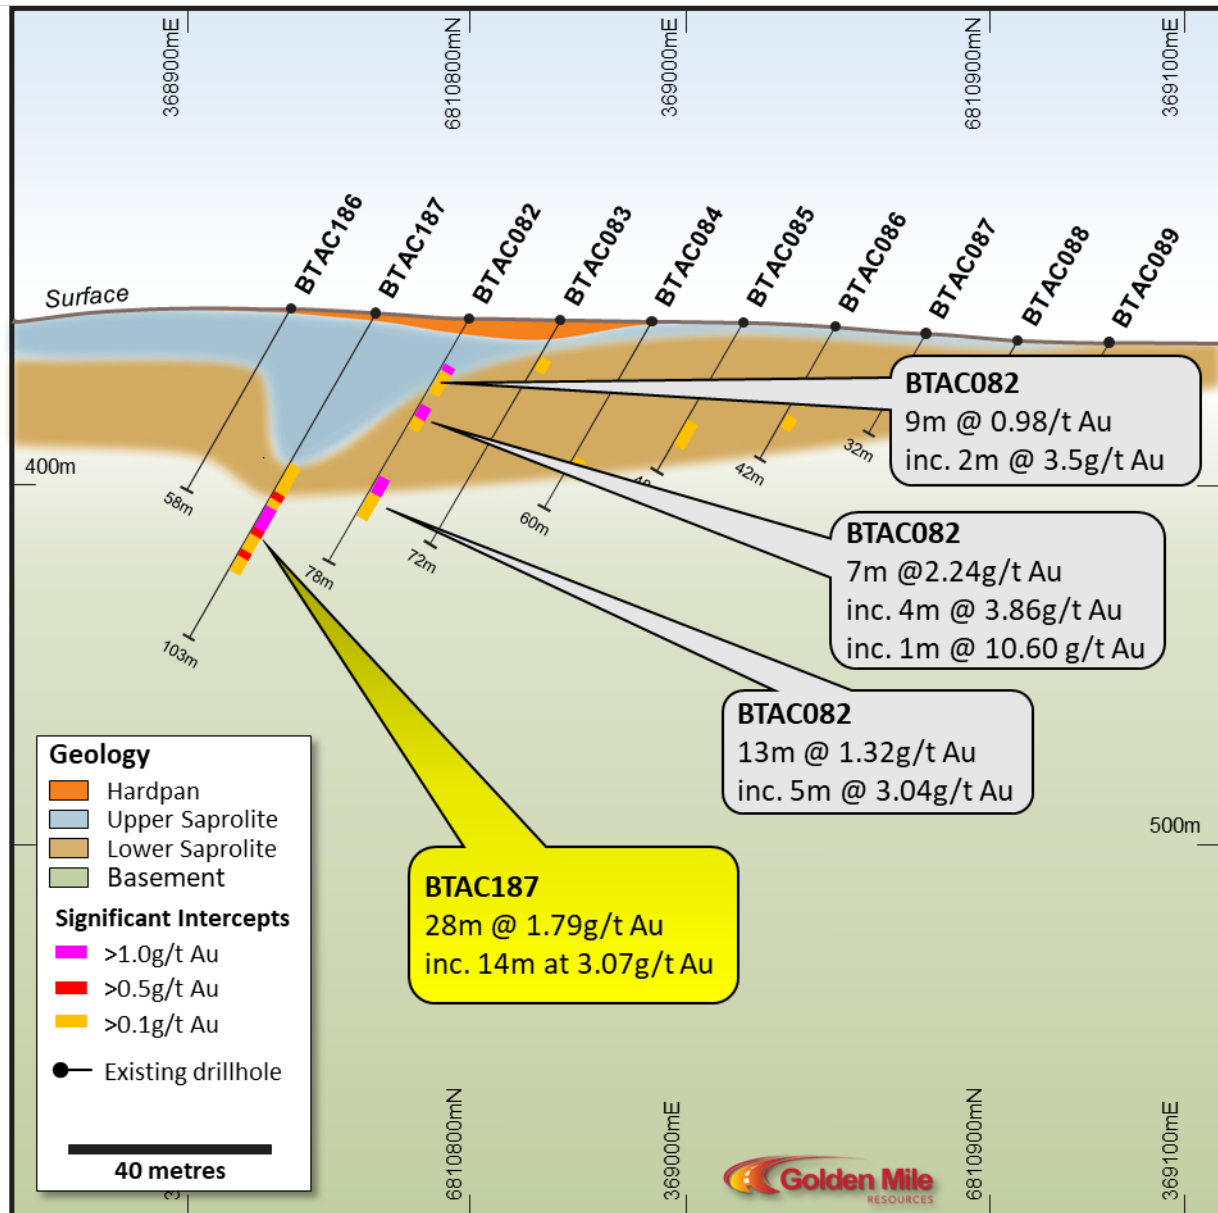 368900mE
6810800mN
369000mE
6810900mN
369100mE
BTAC186
BTAC187
BTAC082
BTAC083
BTAC084
BTAC085
BTAC086
BTAC087
BTAC088
BTAC089
Surface
BTAC082
9m @ 0.98/t Au
inc. 2m @ 3.5g/t Au
400m
58m
103m
78m
72m
60m
42m
32m
BTAC082
7m @2.24g/t Au
inc. 4m @ 3.86g/t Au
inc. 1m @ 10.60 g/t Au
BTAC082
13m @ 1.32g/t Au
inc. 5m @ 3.04g/t Au
500m
BTAC187
28m @ 1.79g/t Au
inc. 14m at 3.07g/t Au
Geology
Hardpan
Upper Saprolite
Lower Saprolite
Basement
Significant Intercepts
>1.0g/t Au
>0.5g/t Au
>0.1g/t Au
Existing drillhole
40 metres
6810800mN
369000mE
6810900mN
369100mE
Golden Mile
RESOURCES